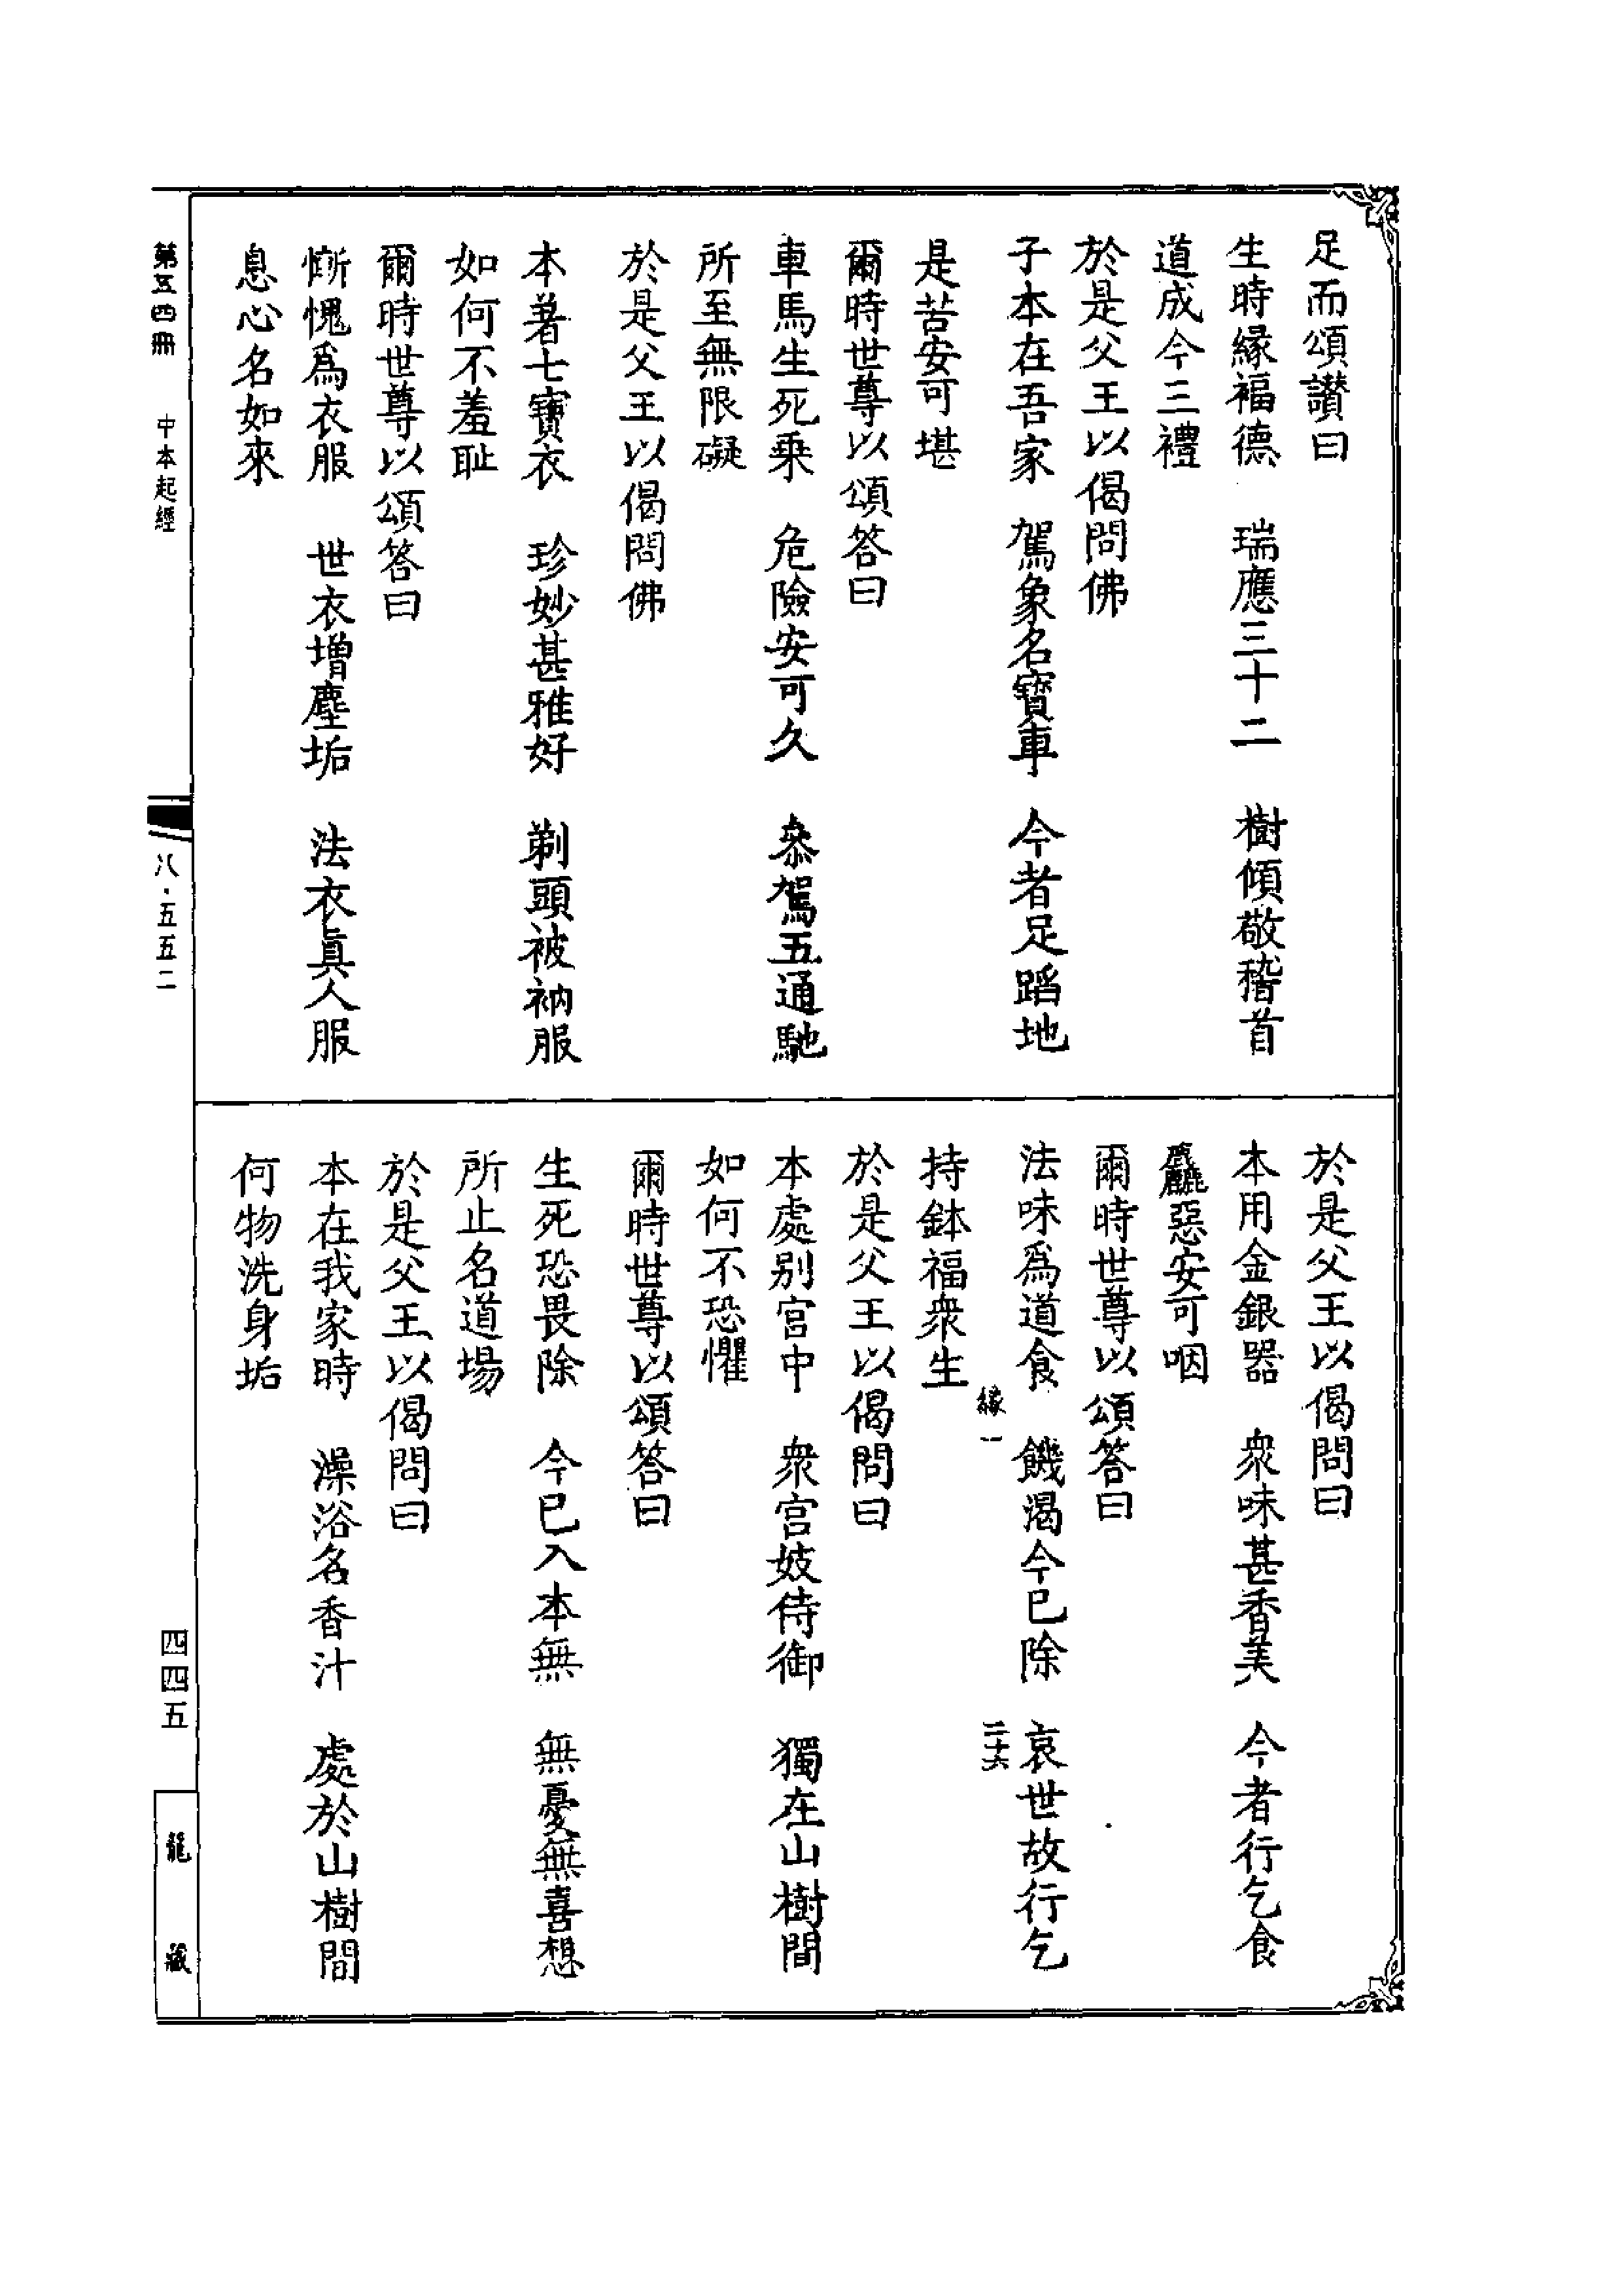 足而頌讃曰
生時緣福德　瑞應三十二　樹傾敬稽首
道成今三禮
於是父王以偈問佛
子本在吾家　駕象名寶車　今者足蹈地
是苦安可堪
爾時世尊以頌答曰
車馬生死乗　危險安可久　叅駕五通馳
所至無限礙
於是父王以偈問佛
本著七寶衣　珍妙甚雅好　剃頭被衲服
如何不羞耻
爾時世尊以頌答曰
慚愧爲衣服　世衣增塵垢　法衣真人服
息心名如來
於是父王以偈問曰
本用金銀器　衆味甚香美　今者行乞食
麤惡安可咽
爾時世尊以頌答曰
法味爲道食　饑渴今已除　哀世故行乞
緣一　二十六
持鉢福衆生
於是父王以偈問曰
本處别宫中　衆宫妓侍御　獨在山樹間
如何不恐懼
爾時世尊以頌答曰
生死恐畏除　今已入本無　無憂無喜想
所止名道場
於是父王以偈問曰
本在我家時　澡浴名香汁　處於山樹間
何物洗身垢
第五四冊　中本起經
八·五五二
四四五
龍藏